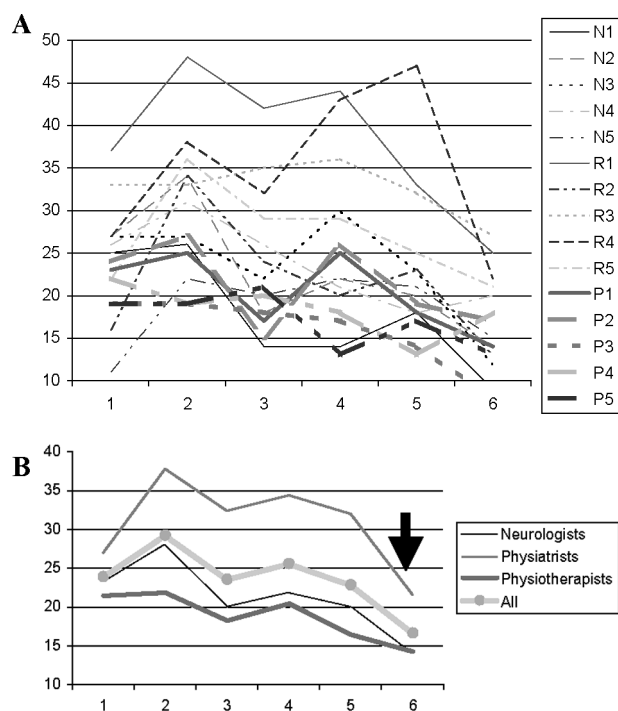 A
50
45
40
35
30
25
20
15
10
1 2 3 4 5 6
N1
N2
N3
N4
N5
R1
R2
R3
R4
R5
P1
P2
P3
P4
P5
B
40
35
30
25
20
15
10
1 2 3 4 5 6
Neurologists
Physiatrists
Physiotherapists
All